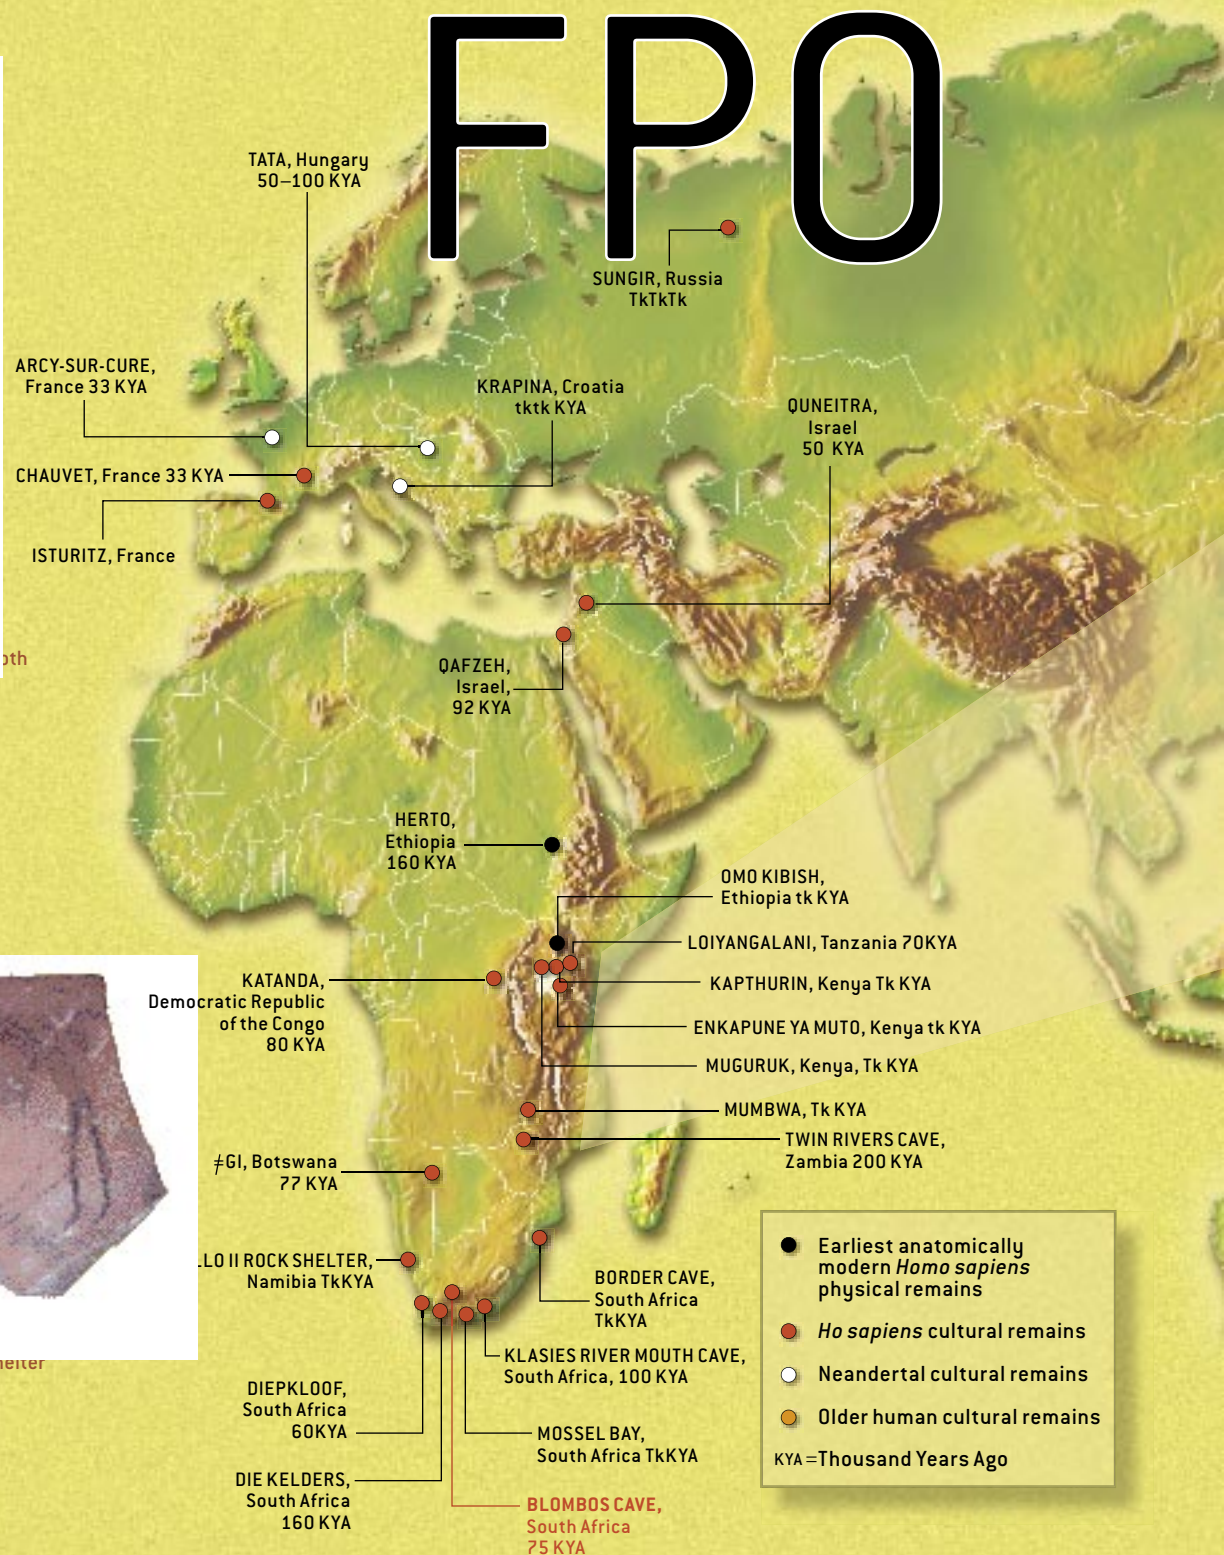 FPO
TATA, Hungary
50–100 KYA
SUNGIR, Russia
TkTkTk
ARCY-SUR-CURE,
France 33 KYA
KRAPINA, Croatia
tktk KYA
QUNEITRA,
Israel
50 KYA
CHAUVET, France 33 KYA
ISTURITZ, France
oth
QAFZEH,
Israel,
92 KYA
HERTO,
Ethiopia
160 KYA
OMO KIBISH,
Ethiopia tk KYA
LOIYANGALANI, Tanzania 70KYA
KATANDA,
Democratic Republic
of the Congo
80 KYA
KAPTHURIN, Kenya Tk KYA
ENKAPUNE YA MUTO, Kenya tk KYA
MUGURUK, Kenya, Tk KYA
MUMBWA, Tk KYA
TWIN RIVERS CAVE,
Zambia 200 KYA
≠GI, Botswana
77 KYA
LLO II ROCK SHELTER,
Namibia TkKYA
BORDER CAVE,
South Africa
TkKYA
KLASIES RIVER MOUTH CAVE,
South Africa, 100 KYA
helter
DIEPKLOOF,
South Africa
60KYA
MOSSEL BAY,
South Africa TkKYA
DIE KELDERS,
South Africa
160 KYA
BLOMBOS CAVE,
South Africa
75 KYA
Earliest anatomically
modern Homo sapiens
physical remains
Ho sapiens cultural remains
Neandertal cultural remains
Older human cultural remains
KYA=Thousand Years Ago